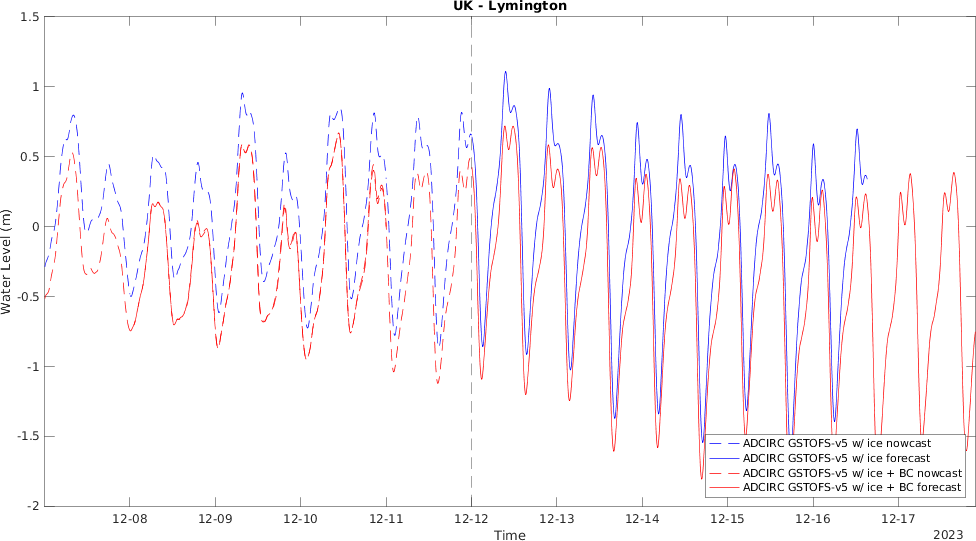 UK - Lymington
1.5
1
0.5
0
-0.5
-1
-1.5
-2
Water Level (m)
12-08 12-09 12-10 12-11 12-12 12-13 12-14 12-15 12-16 12-17
Time
2023
ADCIRC GSTOFS-v5 w/ ice nowcast
ADCIRC GSTOFS-v5 w/ ice forecast
ADCIRC GSTOFS-v5 w/ ice + BC nowcast
ADCIRC GSTOFS-v5 w/ ice + BC forecast